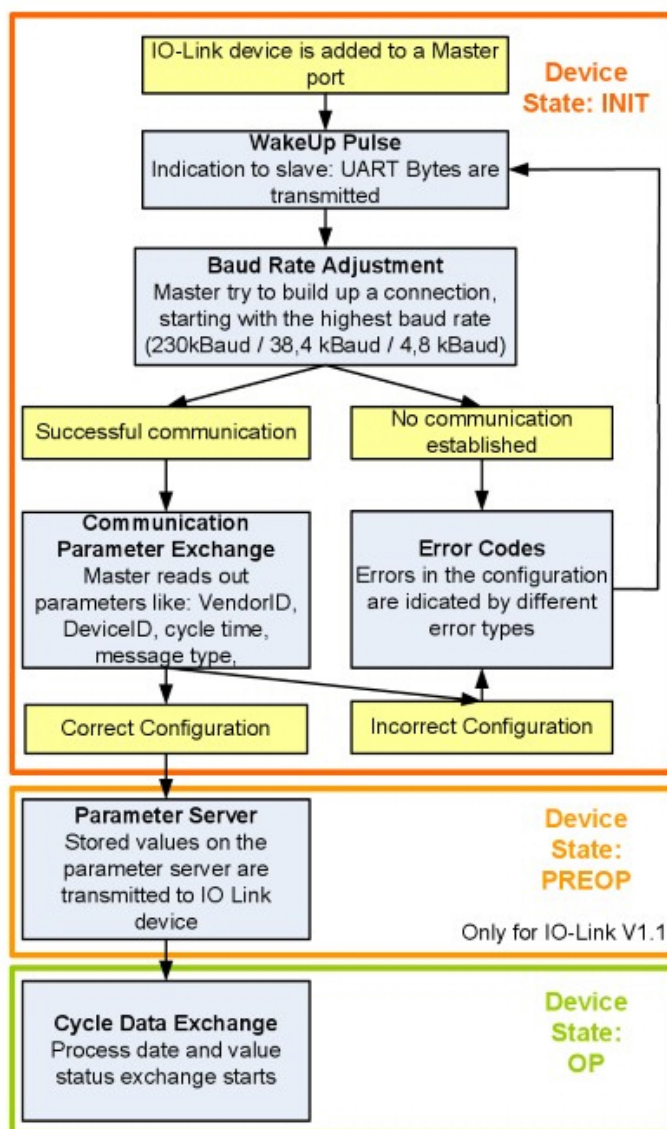 IO-Link device is added to a Master
port
Device
State: INIT
WakeUp Pulse
Indication to slave: UART Bytes are
transmitted
Baud Rate Adjustment
Master try to build up a connection,
starting with the highest baud rate
(230kBaud / 38,4 kBaud / 4,8 kBaud)
Successful communication
No communication
established
Communication
Parameter Exchange
Master reads out
parameters like: VendorID,
DeviceID, cycle time,
message type,
Error Codes
Errors in the configuration
are idicated by different
error types
Correct Configuration
Incorrect Configuration
Parameter Server
Stored values on the
parameter server are
transmitted to IO Link
device
Device
State:
PREOP
Only for IO-Link V1.1
Cycle Data Exchange
Process date and value
status exchange starts
Device
State:
OP